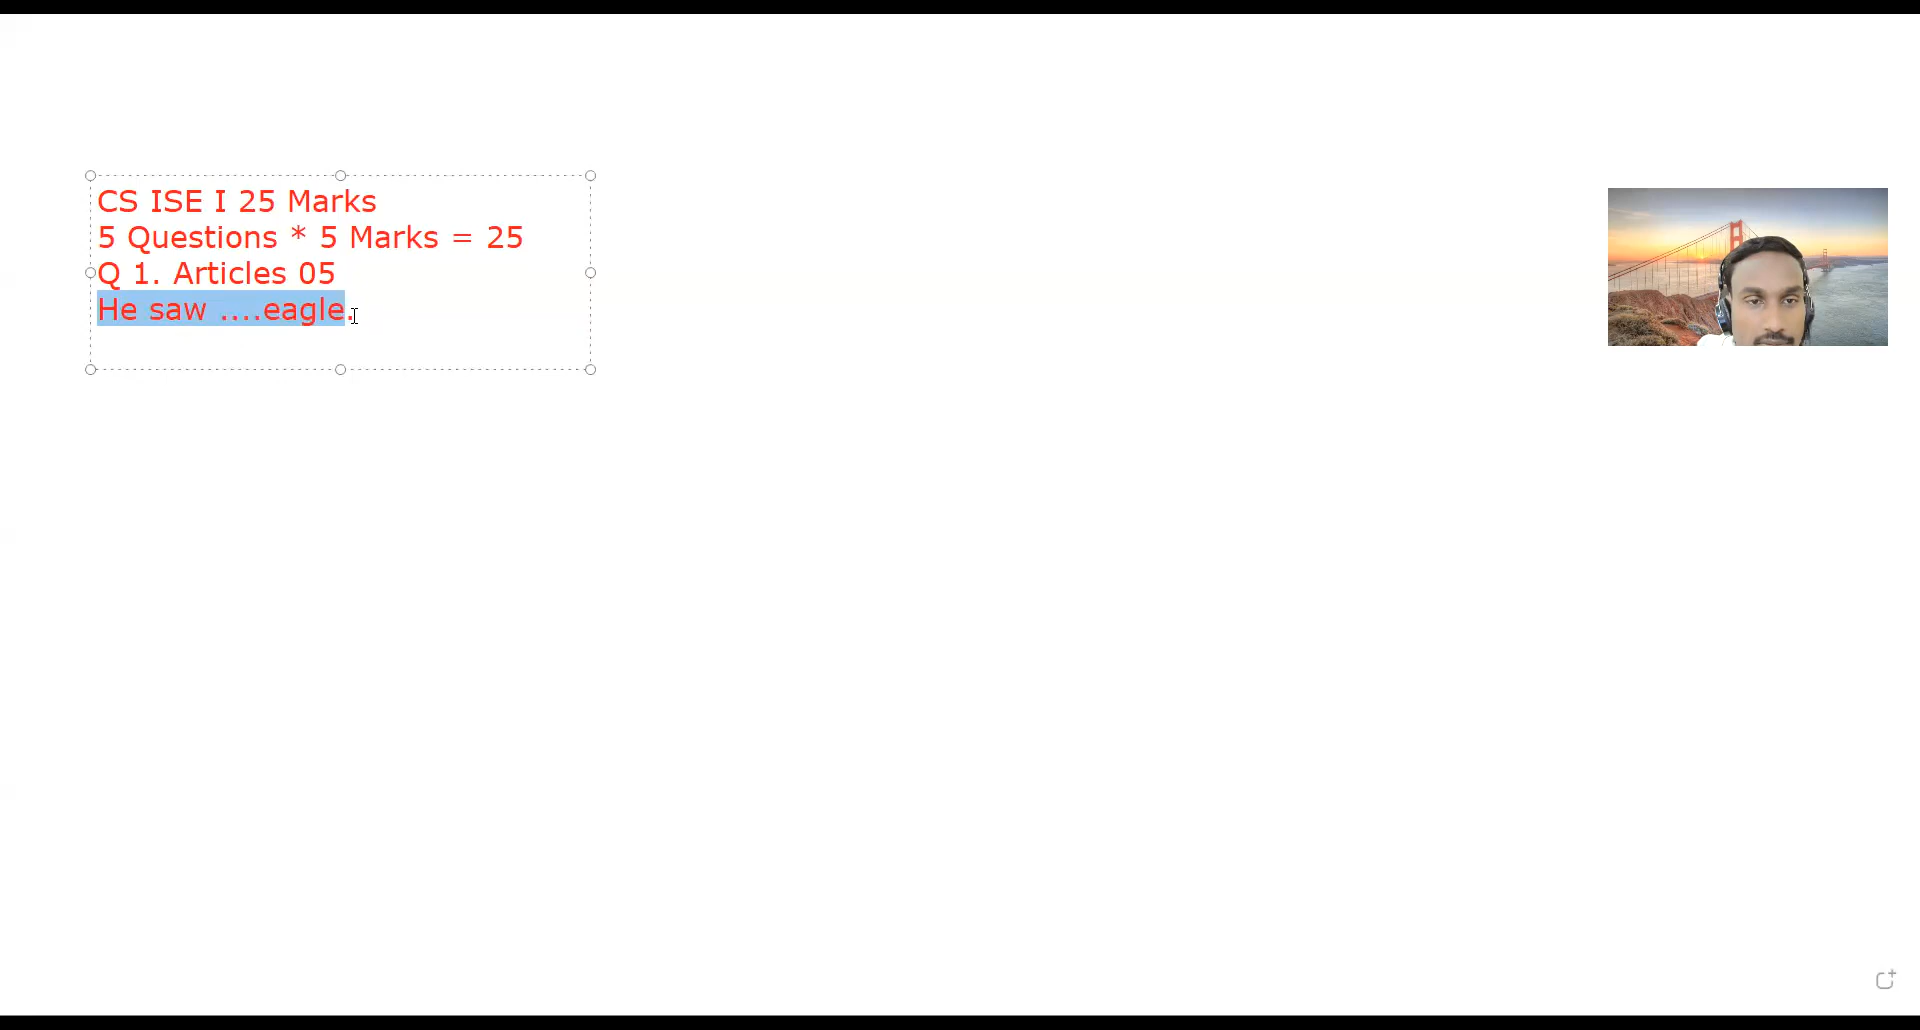 CS ISE I 25 Marks
5 Questions * 5 Marks = 25
Q 1. Articles 05
He saw ....eagle.